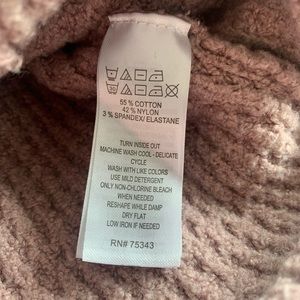 55 % COTTON
42 % NYLON
3 % SPANDEX/ ELASTANE
TURN INSIDE OUT
MACHINE WASH COOL - DELICATE
CYCLE
WASH WITH LIKE COLORS
USE MILD DETERGENT
ONLY NON-CHLORINE BLEACH
WHEN NEEDED
RESHAPE WHILE DAMP
DRY FLAT
LOW IRON IF NEEDED
RN# 75343